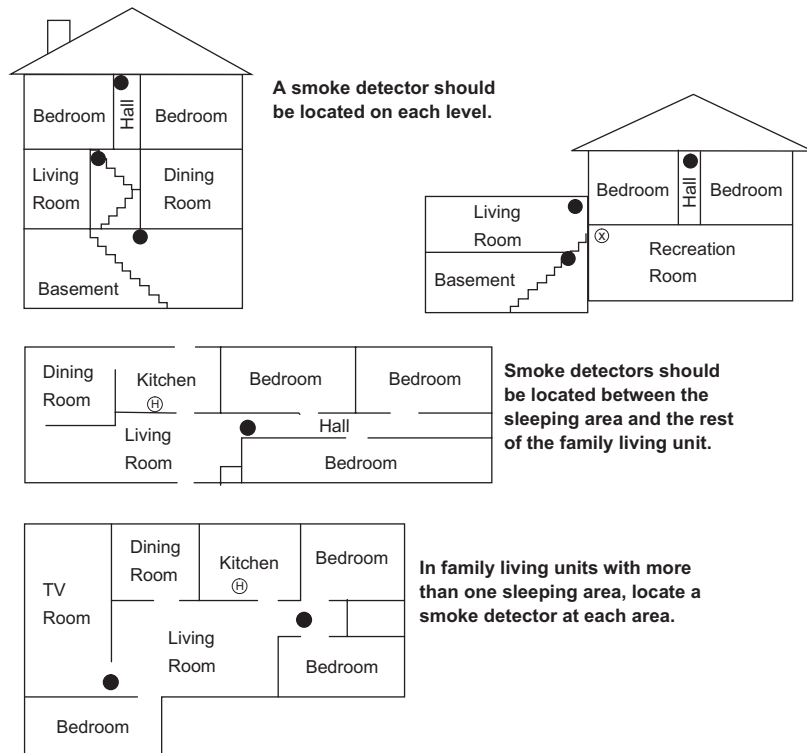 A smoke detector should
be located on each level.
Bedroom
Hall
Bedroom
Living
Room
Dining
Room
Basement
Bedroom
Hall
Bedroom
Living
Room
X
Recreation
Room
Basement
Dining
Room
Kitchen
H
Bedroom
Bedroom
Living
Room
Hall
Bedroom
Smoke detectors should
be located between the
sleeping area and the rest
of the family living unit.
TV
Room
Dining
Room
Kitchen
H
Bedroom
Living
Room
Bedroom
Bedroom
In family living units with more
than one sleeping area, locate a
smoke detector at each area.